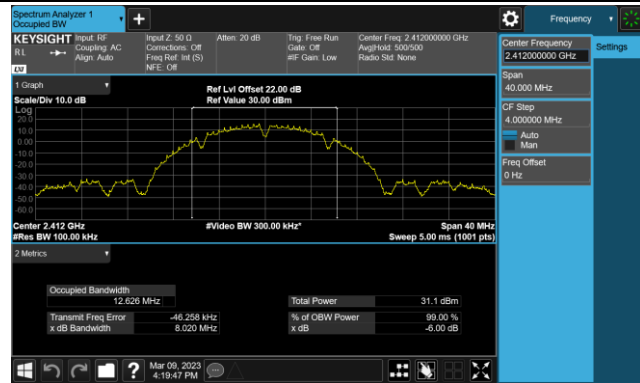 Spectrum Analyzer 1
Occupied BW
Frequency
KEYSIGHT
Input: RF
Input Z: 50 Ω
Atten: 20 dB
Trig: Free Run
Center Freq: 2.412000000 GHz
RL
Coupling: AC
Corrections: Off
Gate: Off
Avg|Hold: 500/500
Align: Auto
Freq Ref: Int (S)
#IF Gain: Low
Radio Std: None
LXI
NFE: Off
Center Frequency
2.412000000 GHz
Settings
Span
40.000 MHz
CF Step
4.000000 MHz
Auto
Man
Freq Offset
0 Hz
1 Graph
Ref Lvl Offset 22.00 dB
Scale/Div 10.0 dB
Ref Value 30.00 dBm
Log
20.0
10.0
0.00
-10.0
-20.0
-30.0
-40.0
-50.0
-60.0
Center 2.412 GHz
#Video BW 300.00 kHz*
Span 40 MHz
#Res BW 100.00 kHz
Sweep 5.00 ms (1001 pts)
2 Metrics
Occupied Bandwidth
12.626 MHz
Total Power
31.1 dBm
Transmit Freq Error
-46.258 kHz
% of OBW Power
99.00 %
x dB Bandwidth
8.020 MHz
x dB
-6.00 dB
Mar 09, 2023
4:19:47 PM